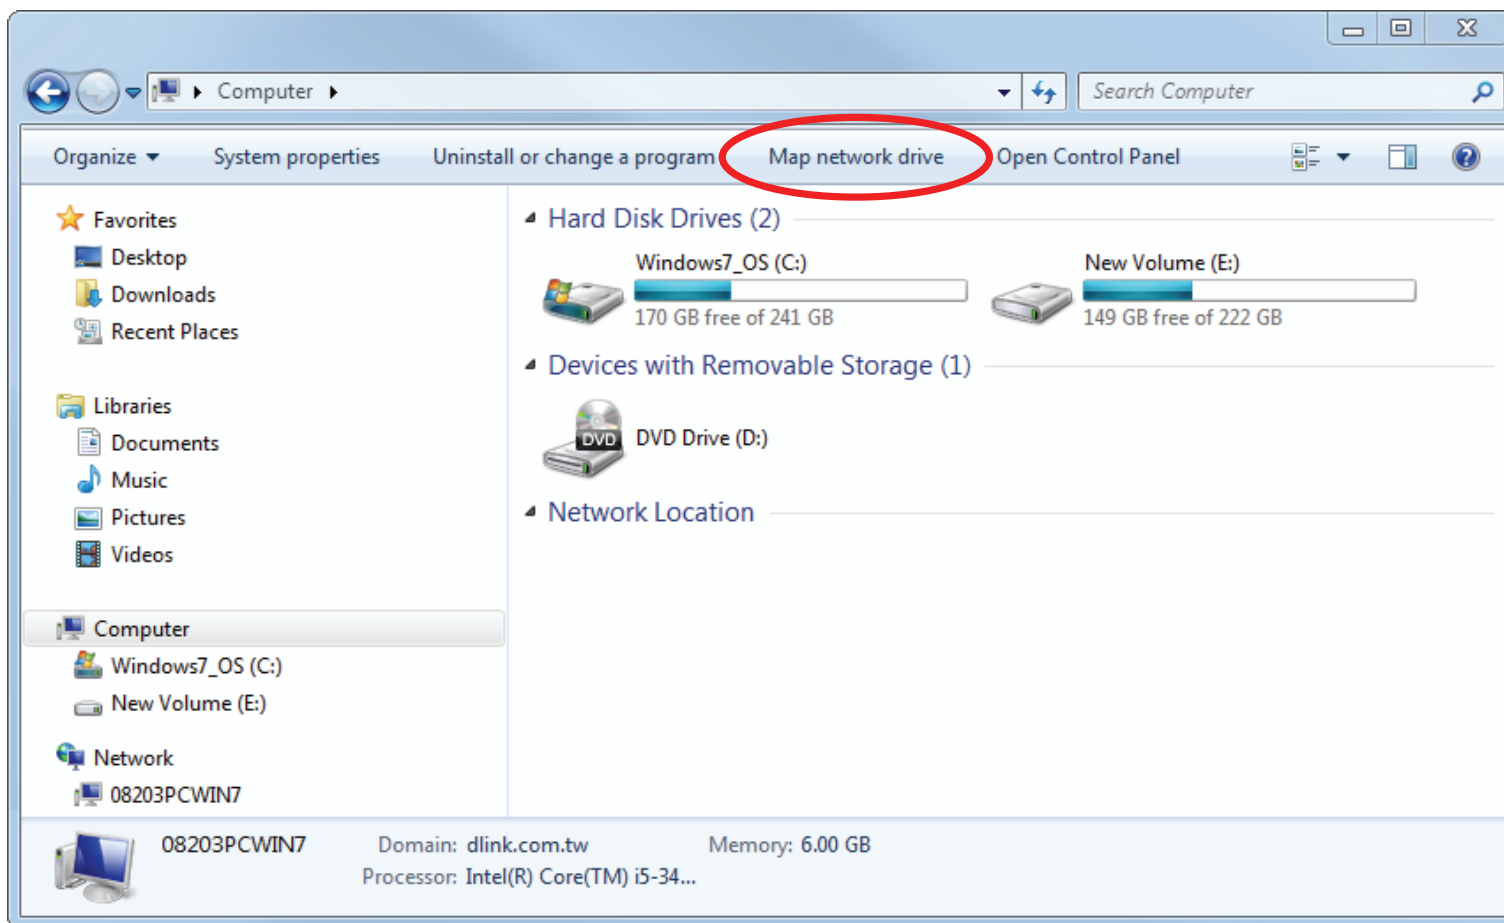 Computer
Search Computer
Organize System properties Uninstall or change a program Map network drive Open Control Panel
Favorites
Desktop
Downloads
Recent Places
Libraries
Documents
Music
Pictures
Videos
Computer
Windows7_OS (C:)
New Volume (E:)
Network
08203PCWIN7
Hard Disk Drives (2)
Windows7_OS (C:)
170 GB free of 241 GB
New Volume (E:)
149 GB free of 222 GB
Devices with Removable Storage (1)
DVD
DVD Drive (D:)
Network Location
08203PCWIN7 Domain: dlink.com.tw Memory: 6.00 GB
Processor: Intel(R) Core(TM) i5-34...